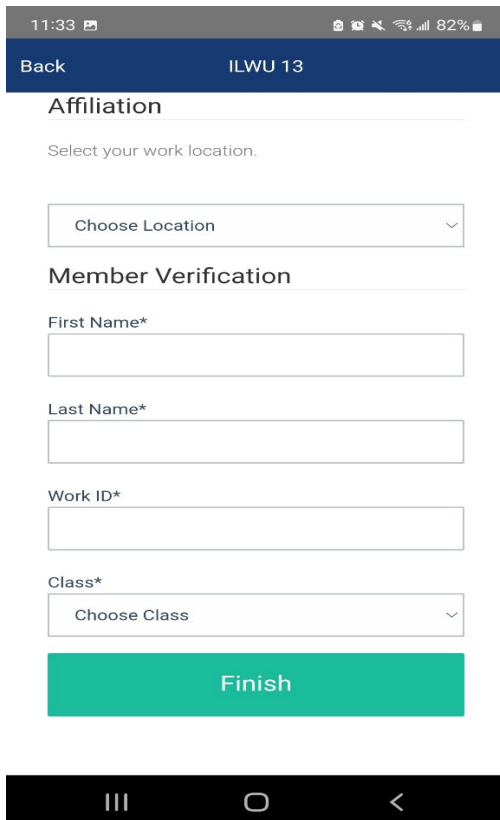 11:33 82%
Back ILWU 13
Affiliation
Select your work location.
Choose Location
Member Verification
First Name*
Last Name*
Work ID*
Class*
Choose Class
Finish